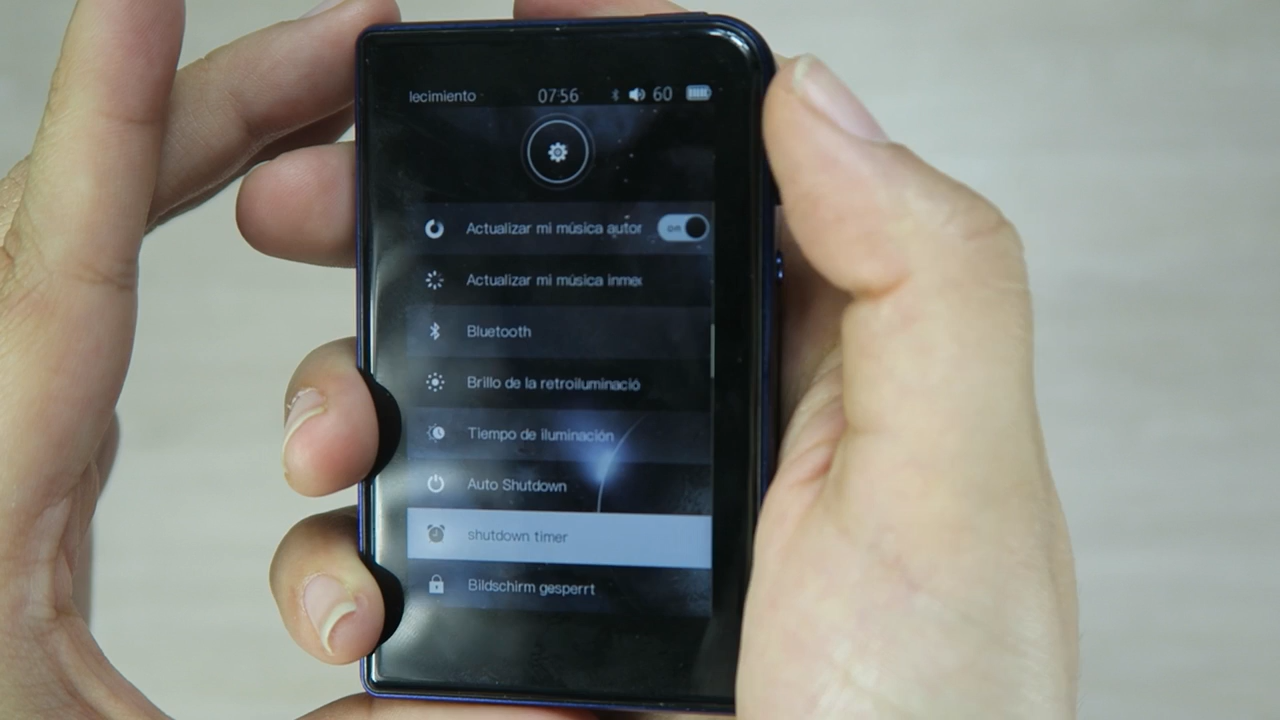 lecimiento 07:56 60
Actualizar mi música autor on
Actualizar mi música inme
Bluetooth
Brillo de la retroiluminació
Tiempo de iluminación
Auto Shutdown
shutdown timer
Bildschirm gesperrt